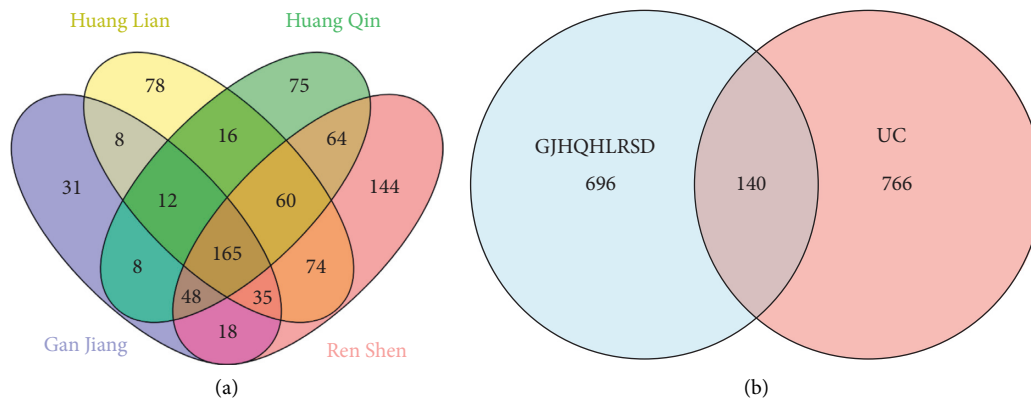 Huang Lian
Huang Qin
78
75
8
16
64
31
12
60
144
165
8
74
48
35
18
Gan Jiang
Ren Shen
(a)
GJHQHLRSD
UC
696
140
766
(b)